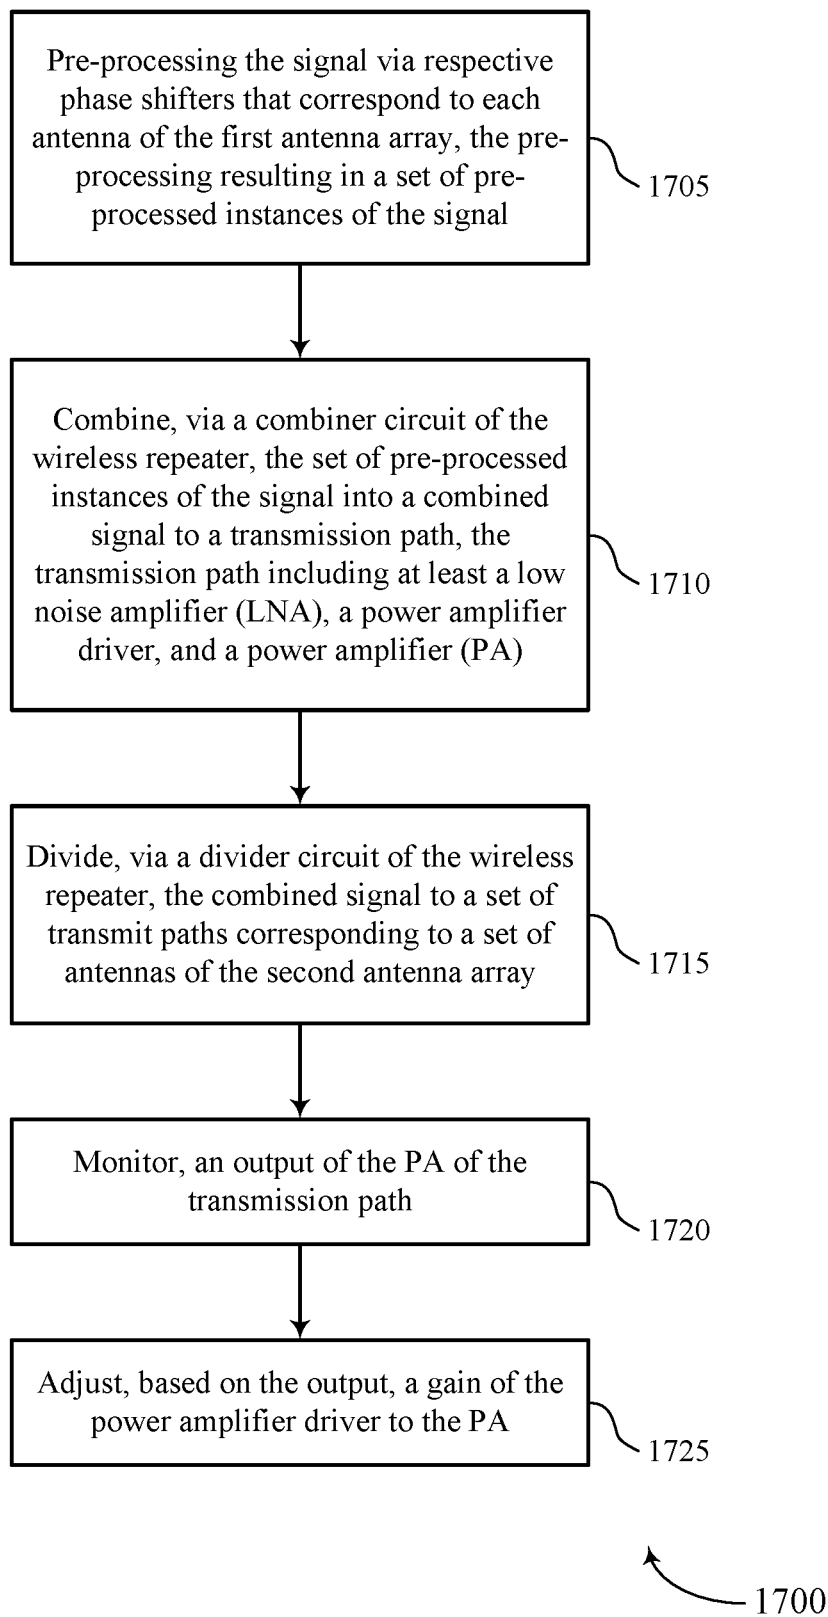 Pre-processing the signal via respective
phase shifters that correspond to each
antenna of the first antenna array, the pre-
processing resulting in a set of pre-
processed instances of the signal
1705
Combine, via a combiner circuit of the
wireless repeater, the set of pre-processed
instances of the signal into a combined
signal to a transmission path, the
transmission path including at least a low
noise amplifier (LNA), a power amplifier
driver, and a power amplifier (PA)
1710
Divide, via a divider circuit of the wireless
repeater, the combined signal to a set of
transmit paths corresponding to a set of
antennas of the second antenna array
1715
Monitor, an output of the PA of the
transmission path
1720
Adjust, based on the output, a gain of the
power amplifier driver to the PA
1725
1700